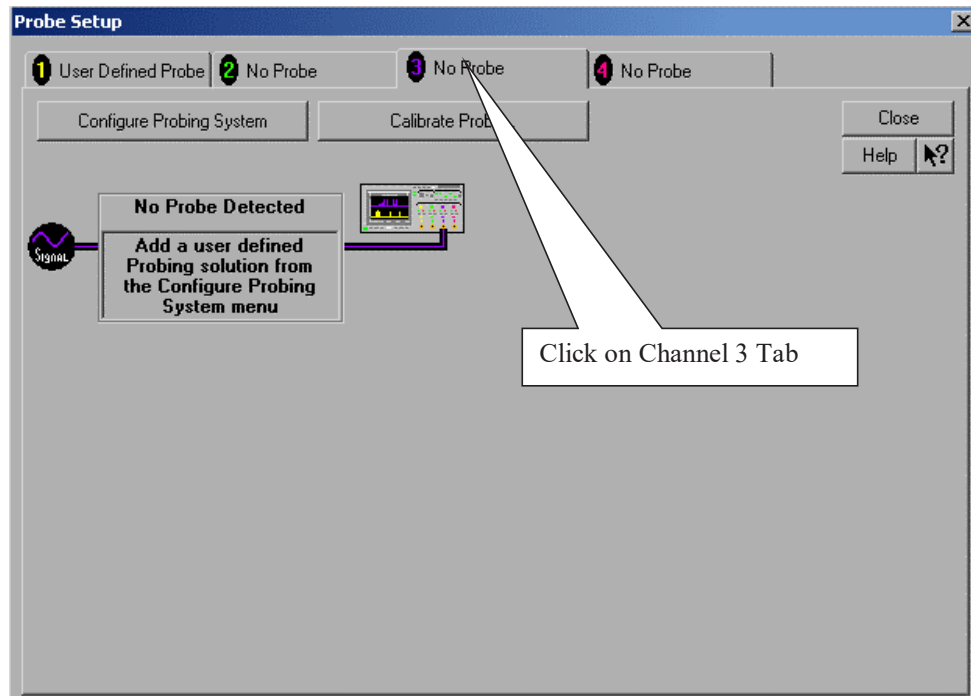 Probe Setup
1 User Defined Probe 2 No Probe 3 No Probe 4 No Probe
Configure Probing System Calibrate Prob Close
Help ?
No Probe Detected
Signal
Add a user defined
Probing solution from
the Configure Probing
System menu
Click on Channel 3 Tab